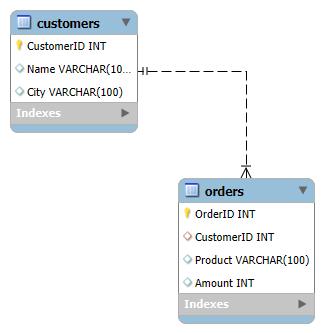 customers
CustomerID INT
Name VARCHAR(10...
City VARCHAR(100)
Indexes
orders
OrderID INT
CustomerID INT
Product VARCHAR(100)
Amount INT
Indexes